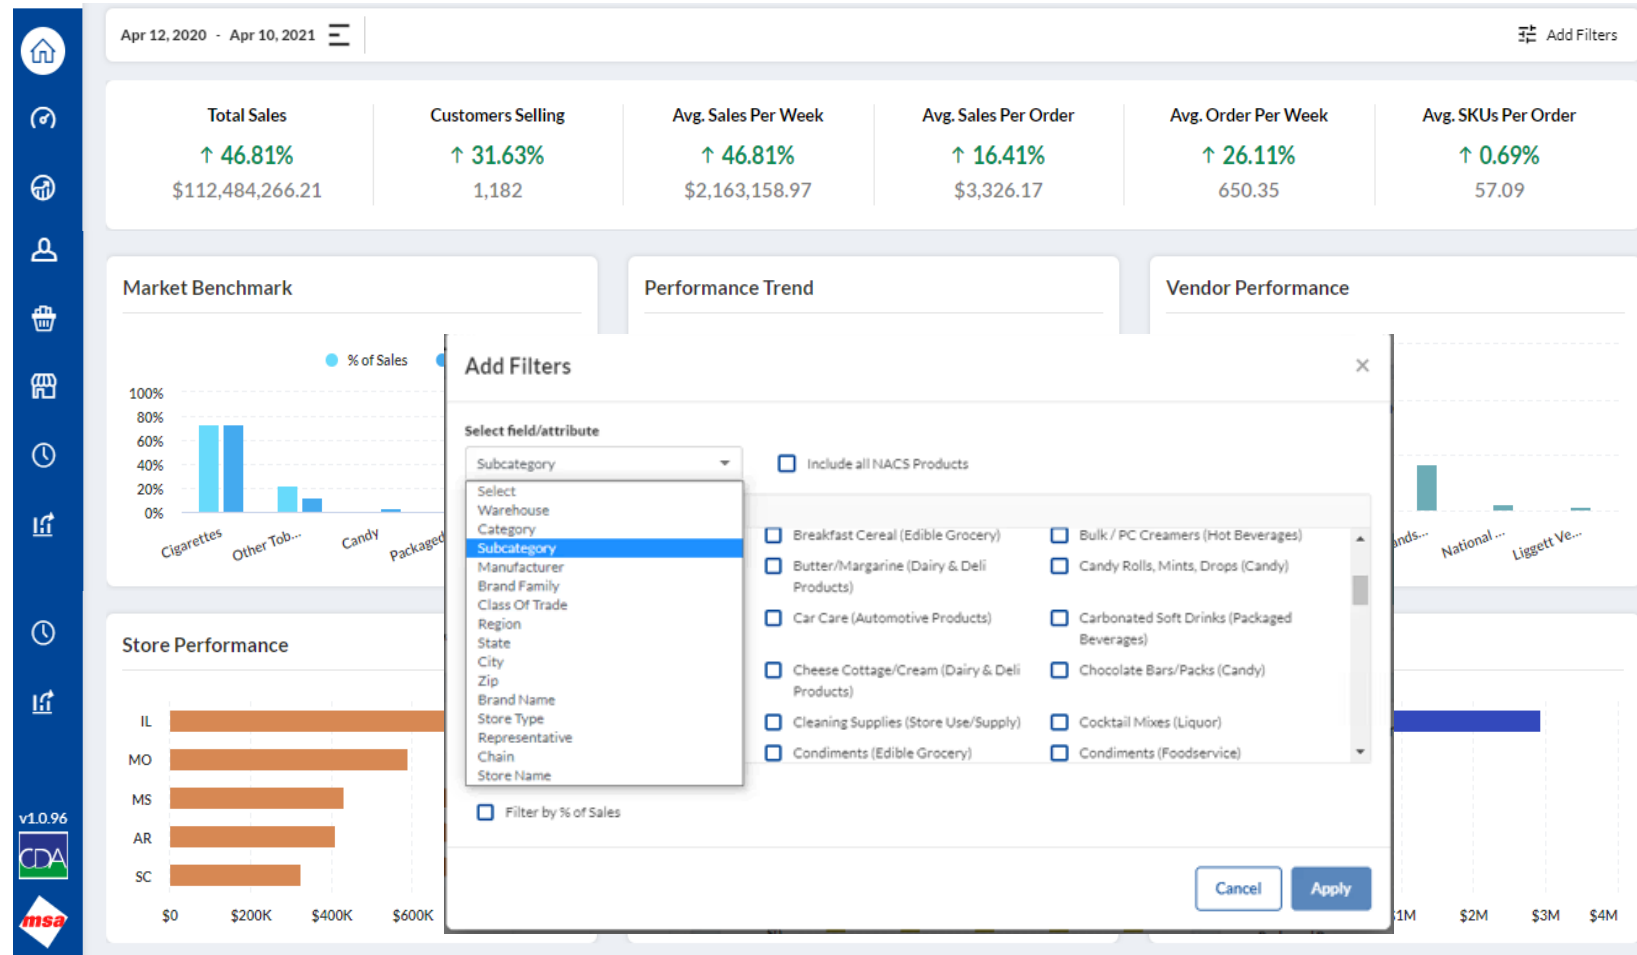 Apr 12, 2020 - Apr 10, 2021
Add Filters
Total Sales
46.81%
$112,484,266.21
Customers Selling
31.63%
1,182
Avg. Sales Per Week
46.81%
$2,163,158.97
Avg. Sales Per Order
16.41%
$3,326.17
Avg. Order Per Week
26.11%
650.35
Avg. SKUs Per Order
0.69%
57.09
Market Benchmark
% of Sales
100%
80%
60%
40%
20%
0%
Cigarettes
Other Tob...
Candy
Packaged
Performance Trend
Vendor Performance
National ...
Liggett Ve...
Store Performance
IL
MO
MS
AR
SC
$0
$200K
$400K
$600K
Add Filters
Select field/attribute
Subcategory
Include all NACS Products
Select
Warehouse
Category
Subcategory
Manufacturer
Brand Family
Class Of Trade
Region
State
City
Zip
Brand Name
Store Type
Representative
Chain
Store Name
Breakfast Cereal (Edible Grocery)
Bulk / PC Creamers (Hot Beverages)
Butter/Margarine (Dairy & Deli
Products)
Candy Rolls, Mints, Drops (Candy)
Car Care (Automotive Products)
Carbonated Soft Drinks (Packaged
Beverages)
Cheese Cottage/Cream (Dairy & Deli
Products)
Chocolate Bars/Packs (Candy)
Cleaning Supplies (Store Use/Supply)
Cocktail Mixes (Liquor)
Condiments (Edible Grocery)
Condiments (Foodservice)
Filter by % of Sales
Cancel
Apply
$1M
$2M
$3M
$4M
v1.0.96
CDA
msa